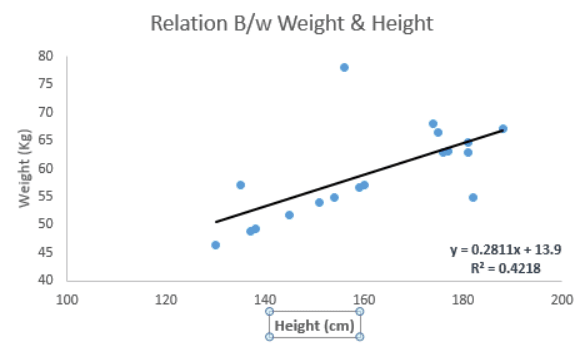 Relation B/w Weight & Height
80
75
70
65
60
55
50
45
40
Weight (Kg)
y = 0.2811x + 13.9
R² = 0.4218
100 120 140 160 180 200
Height (cm)